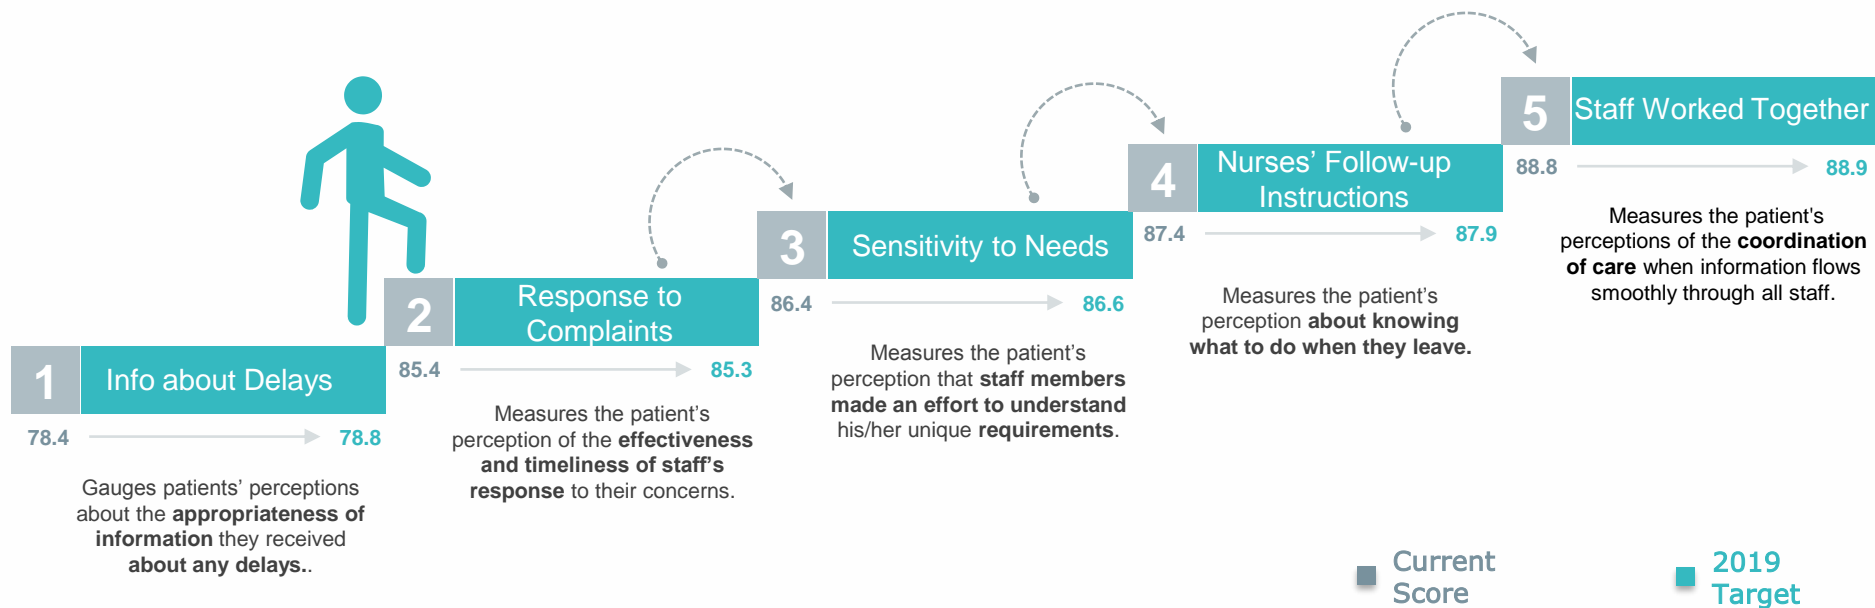 1
Info about Delays
78.4
78.8
Gauges patients’ perceptions
about the appropriateness of
information they received
about any delays..
2
Response to
Complaints
85.4
85.3
Measures the patient’s
perception of the effectiveness
and timeliness of staff’s
response to their concerns.
3
Sensitivity to Needs
86.4
86.6
Measures the patient’s
perception that staff members
made an effort to understand
his/her unique requirements.
4
Nurses’ Follow-up
Instructions
87.4
87.9
Measures the patient’s
perception about knowing
what to do when they leave.
5
Staff Worked Together
88.8
88.9
Measures the patient's
perceptions of the coordination
of care when information flows
smoothly through all staff.
Current
Score
2019
Target